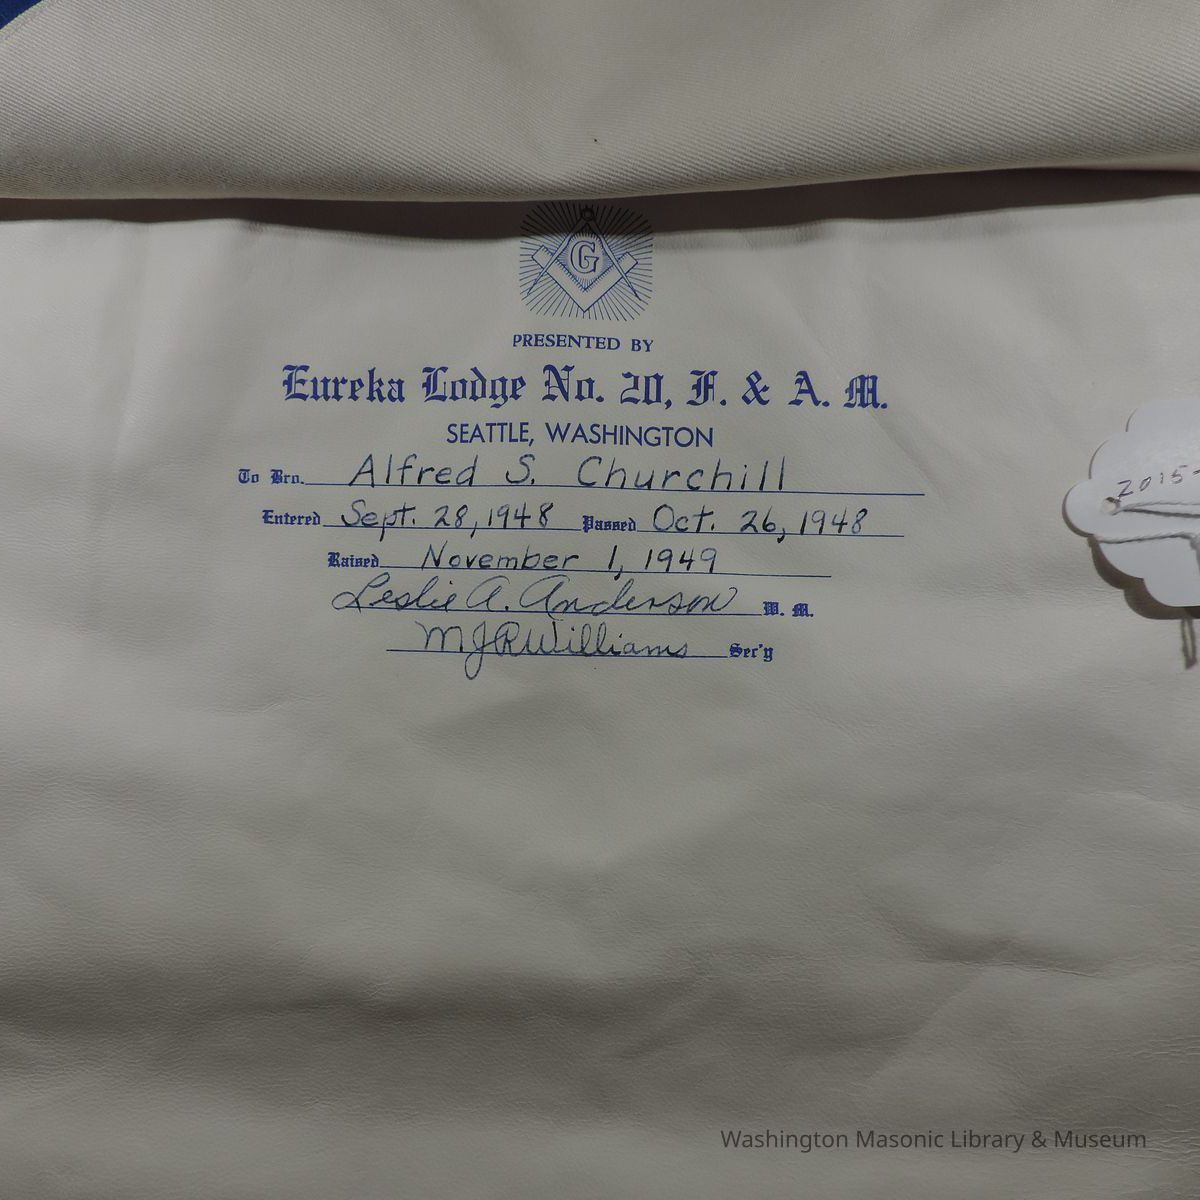 G
PRESENTED BY
Eureka Lodge No. 20, F. & A. M.
SEATTLE, WASHINGTON
To Bro. Alfred S. Churchill
Entered Sept. 28, 1948 Passed Oct. 26, 1948
Raised November 1, 1949
Leslie A. Anderson W. M.
MJRWilliams Sec'y
2015-
Washington Masonic Library & Museum